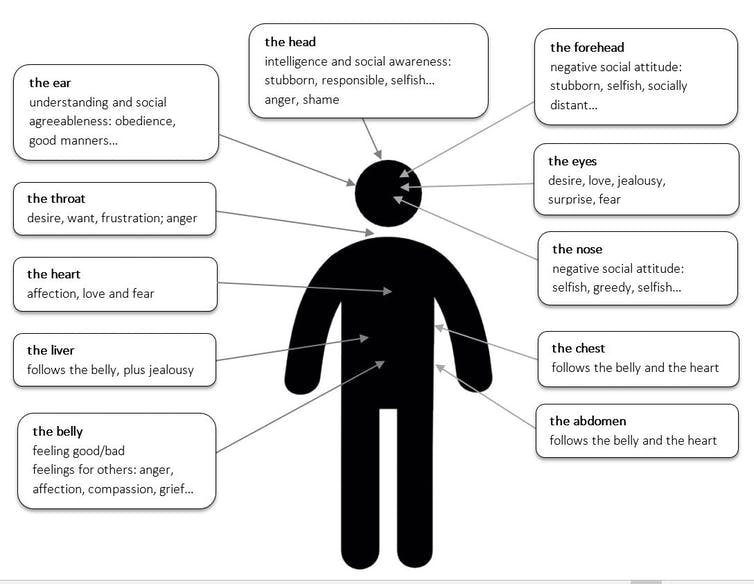 the head
intelligence and social awareness:
stubborn, responsible, selfish...
anger, shame
the forehead
negative social attitude:
stubborn, selfish, socially
distant...
the ear
understanding and social
agreeableness: obedience,
good manners...
the eyes
desire, love, jealousy,
surprise, fear
the throat
desire, want, frustration; anger
the nose
negative social attitude:
selfish, greedy, selfish...
the heart
affection, love and fear
the liver
follows the belly, plus jealousy
the chest
follows the belly and the heart
the belly
feeling good/bad
feelings for others: anger,
affection, compassion, grief...
the abdomen
follows the belly and the heart